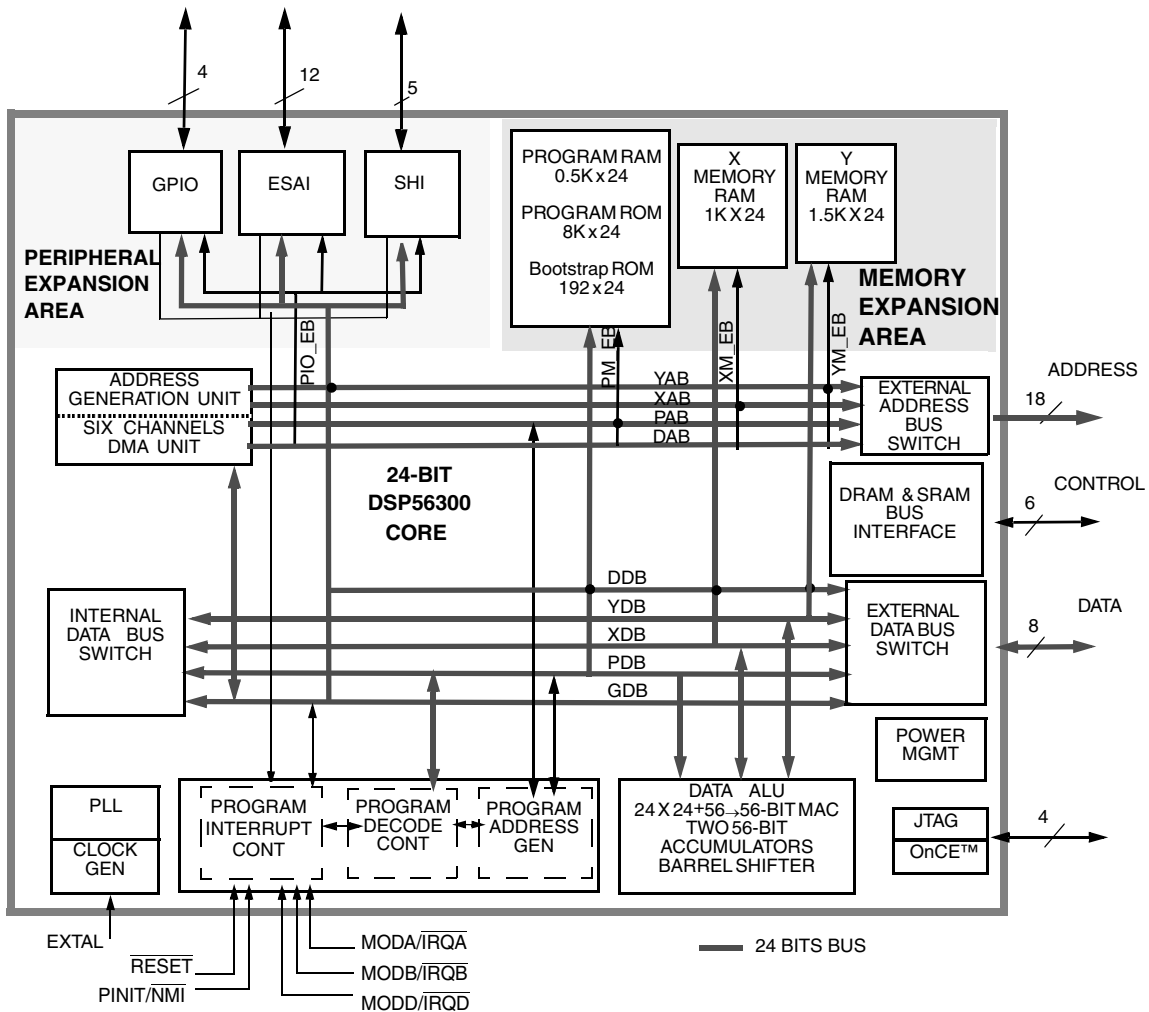 4
12
5
GPIO
ESAI
SHI
PERIPHERAL
EXPANSION
AREA
PROGRAM RAM
0.5K x 24
PROGRAM ROM
8K x 24
Bootstrap ROM
192 x 24
X
MEMORY
RAM
1K X 24
Y
MEMORY
RAM
1.5K X 24
MEMORY
EXPANSION
AREA
PIO_EB
PM_EB
XM_EB
YM_EB
ADDRESS
GENERATION UNIT
SIX CHANNELS
DMA UNIT
YAB
XAB
PAB
DAB
EXTERNAL
ADDRESS
BUS
SWITCH
ADDRESS
18
24-BIT
DSP56300
CORE
DRAM & SRAM
BUS
INTERFACE
CONTROL
6
INTERNAL
DATA BUS
SWITCH
DDB
YDB
XDB
PDB
GDB
EXTERNAL
DATA BUS
SWITCH
DATA
8
POWER
MGMT
PLL
CLOCK
GEN
PROGRAM
INTERRUPT
CONT
PROGRAM
DECODE
CONT
PROGRAM
ADDRESS
GEN
DATA ALU
24 X 24+56→56-BIT MAC
TWO 56-BIT
ACCUMULATORS
BARREL SHIFTER
JTAG
OnCE™
4
EXTAL
RESET
PINIT/NMI
MODA/IRQA
MODB/IRQB
MODD/IRQD
24 BITS BUS